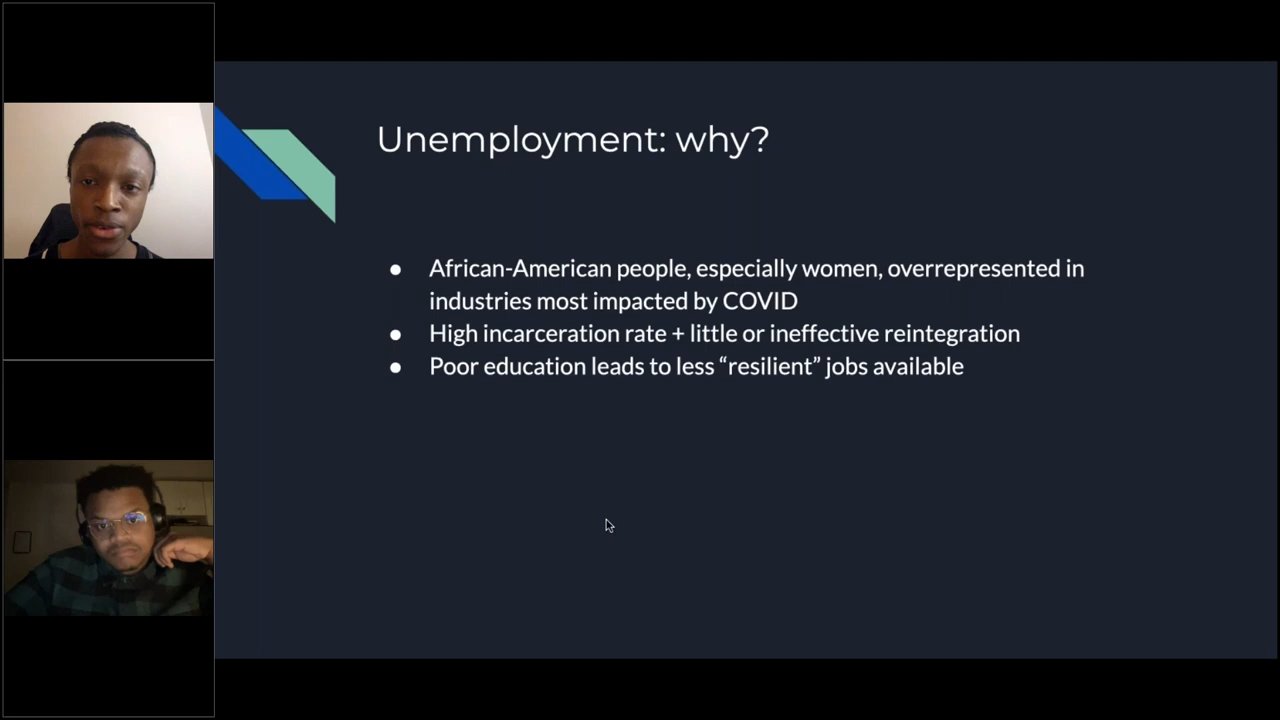 Unemployment: why?
● African-American people, especially women, overrepresented in
industries most impacted by COVID
● High incarceration rate + little or ineffective reintegration
● Poor education leads to less “resilient” jobs available